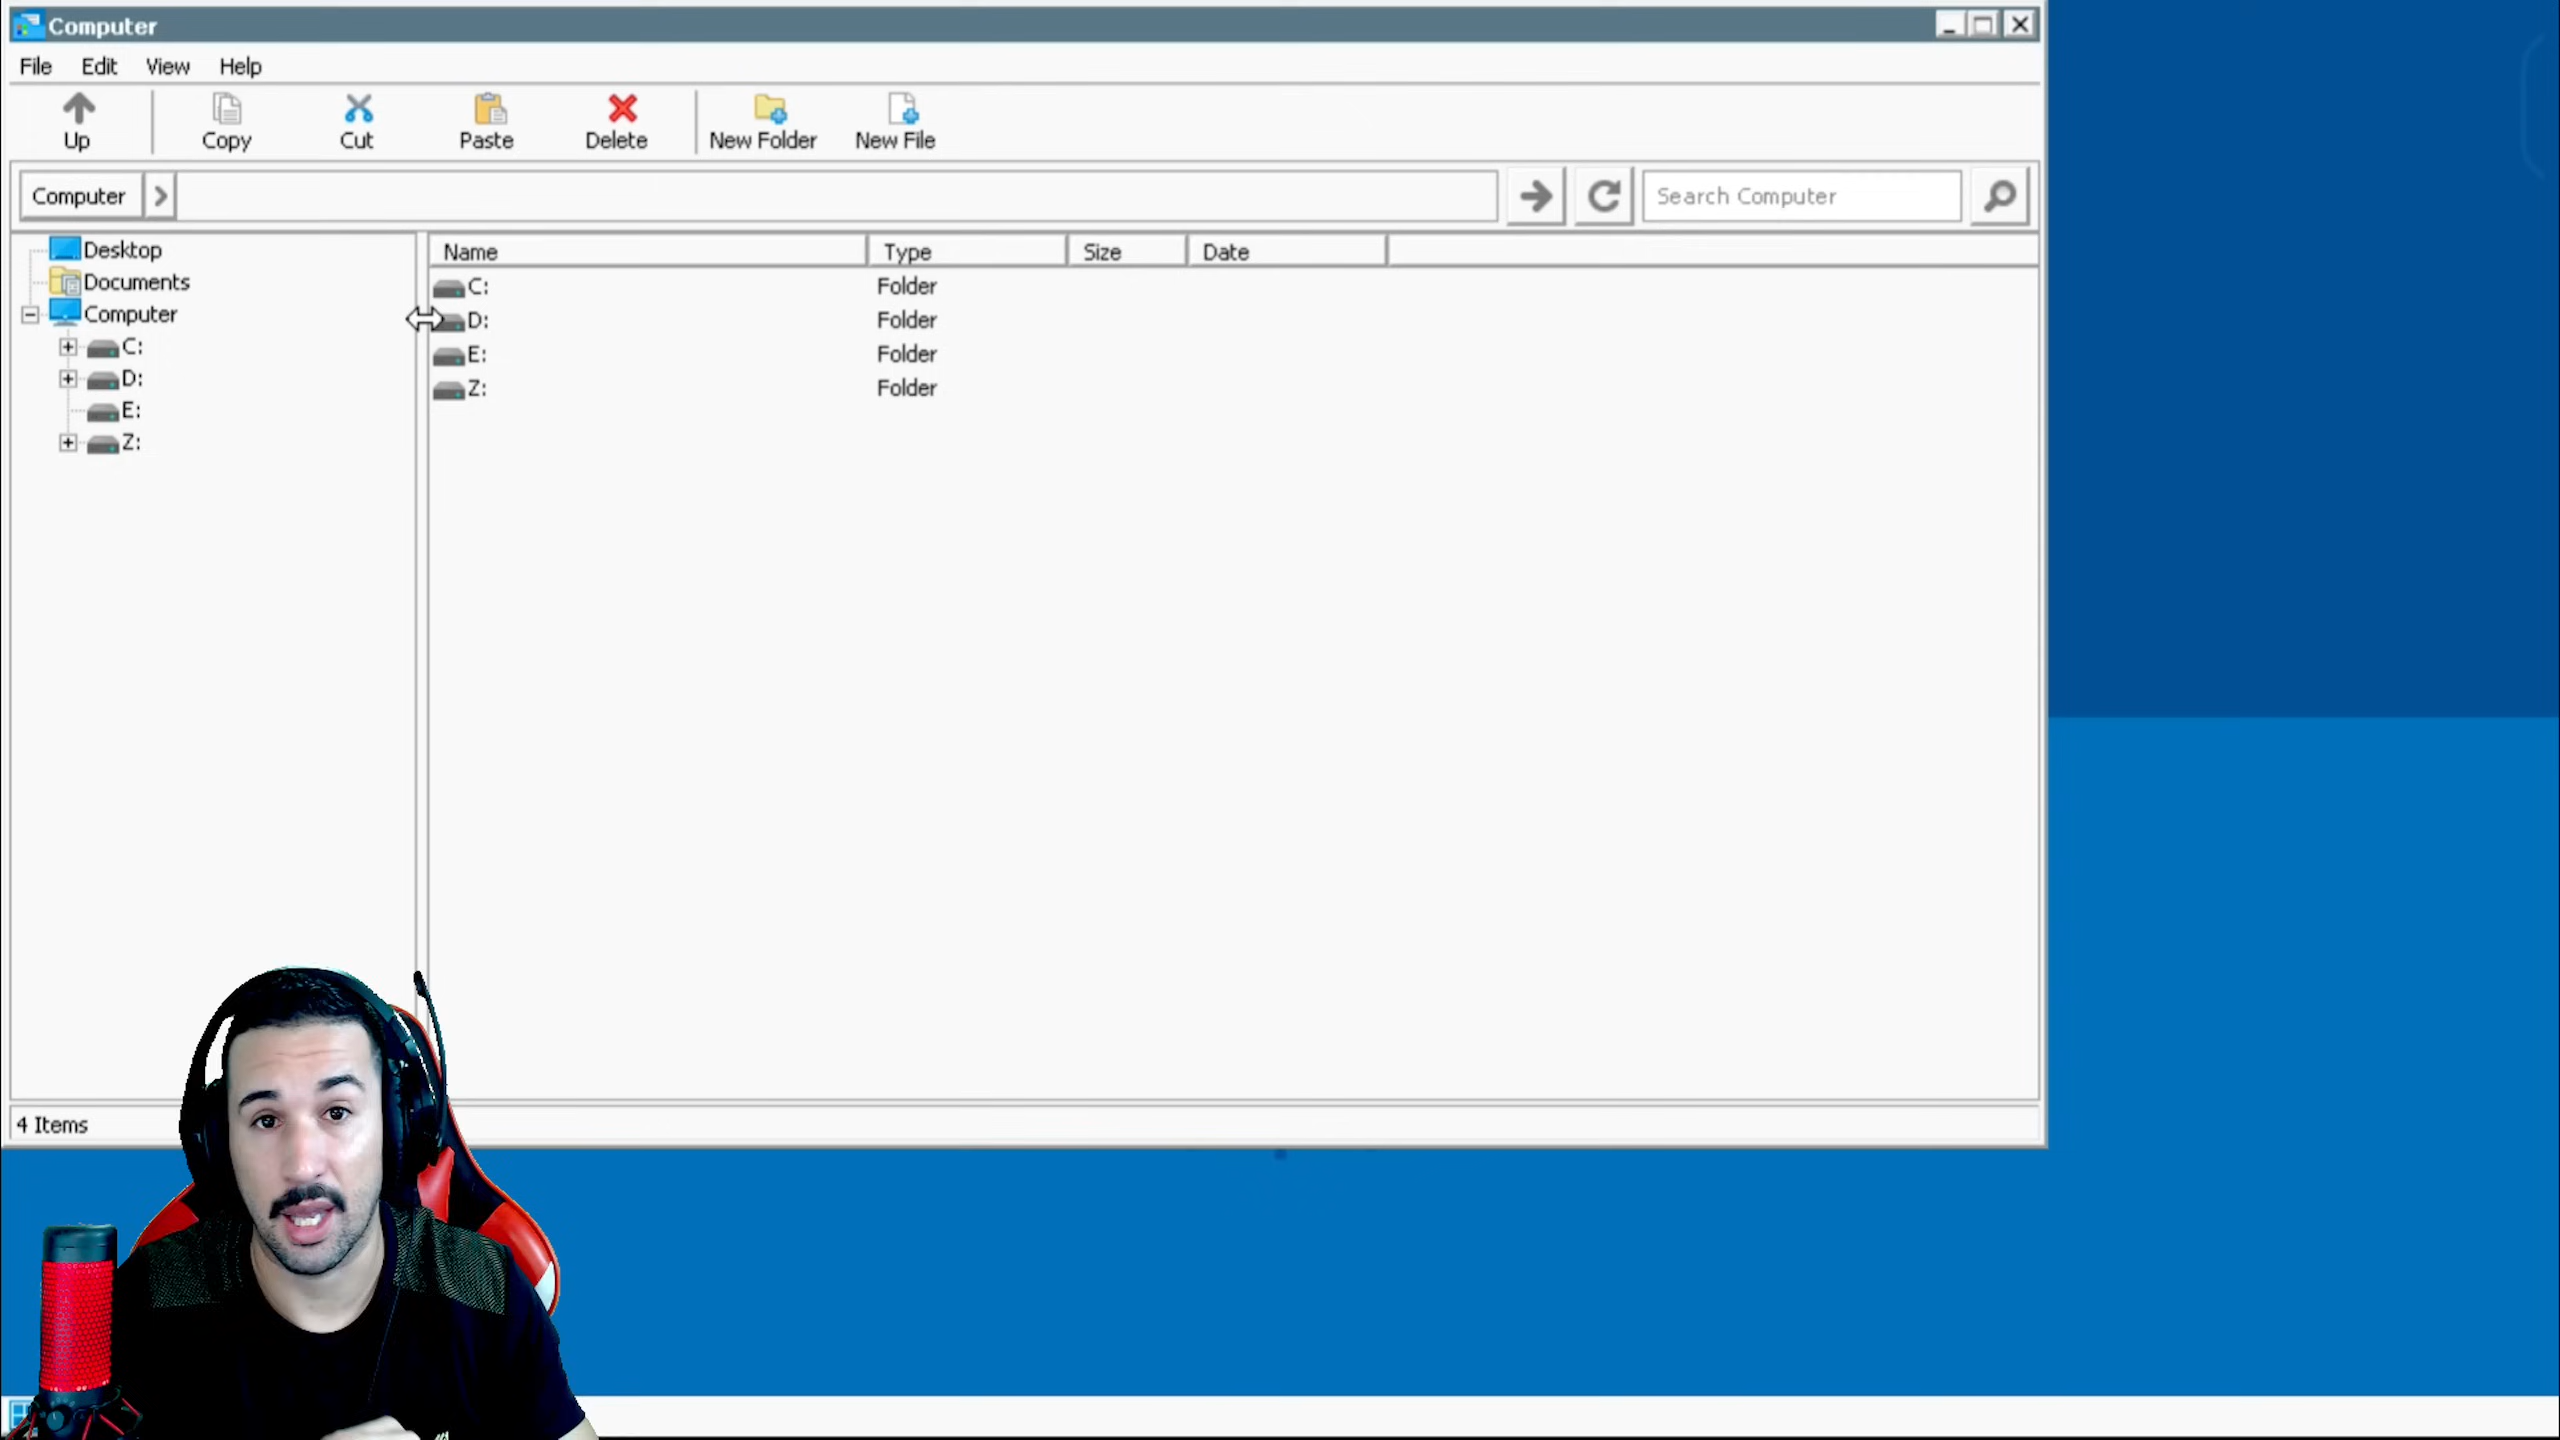 Computer
File Edit View Help
Up Copy Cut Paste Delete New Folder New File
Computer Search Computer
Desktop
Documents
Computer
C:
D:
E:
Z:
Name Type Size Date
C: Folder
D: Folder
E: Folder
Z: Folder
4 Items